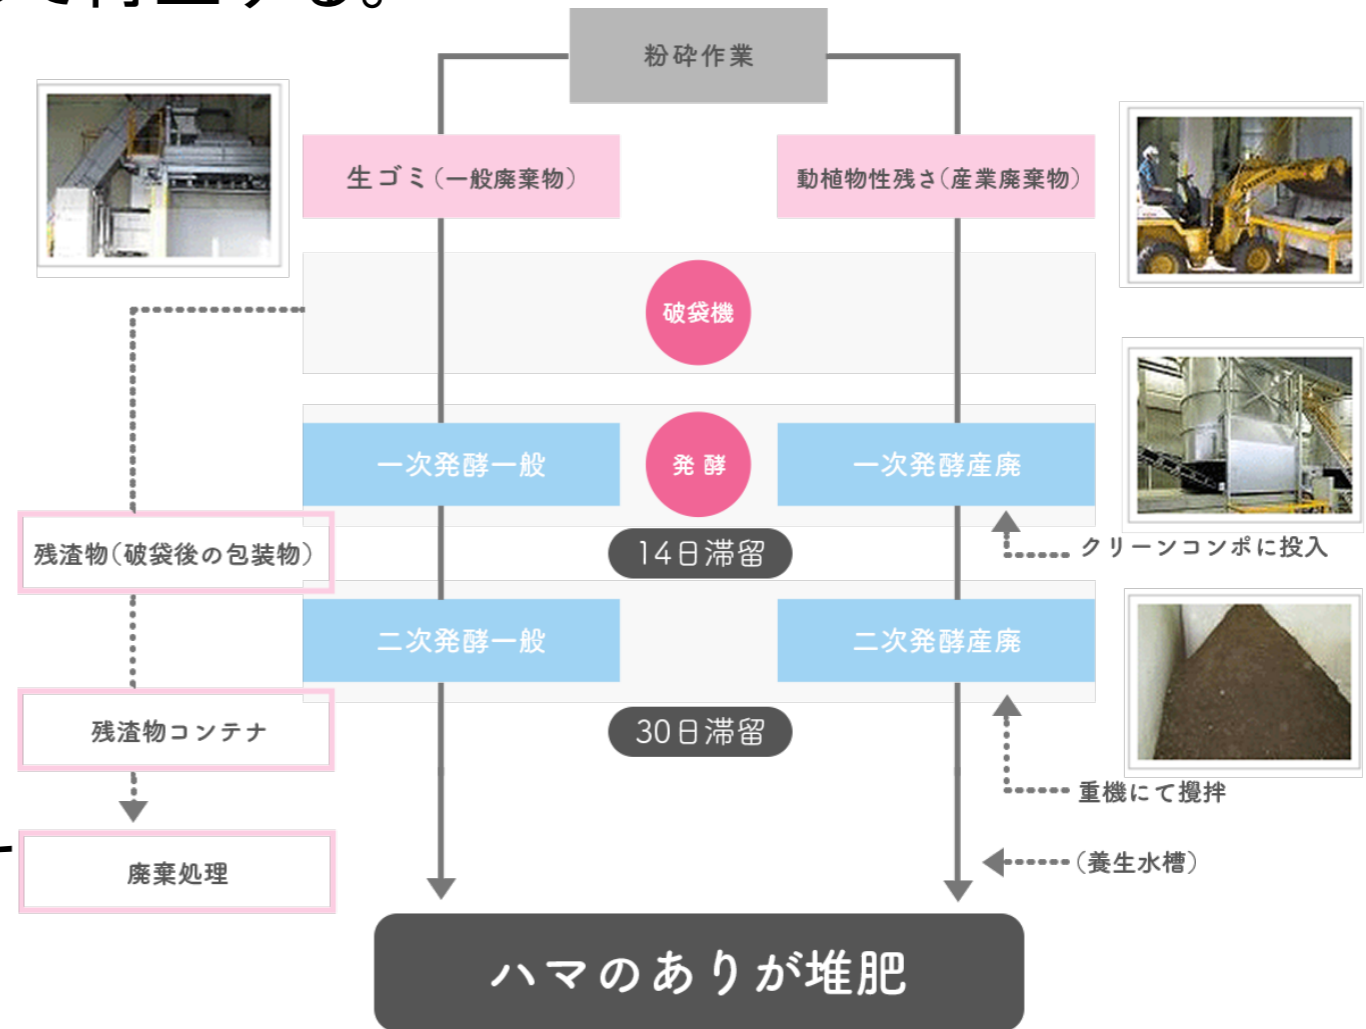 て再生する。
粉砕作業
生ゴミ(一般廃棄物)
動植物性残さ(産業廃棄物)
破袋機
一次発酵一般
発酵
一次発酵産廃
14日滞留
残渣物(破袋後の包装物)
クリーンコンポに投入
二次発酵一般
二次発酵産廃
30日滞留
残渣物コンテナ
重機にて攪拌
廃棄処理
(養生水槽)
ハマのありが堆肥